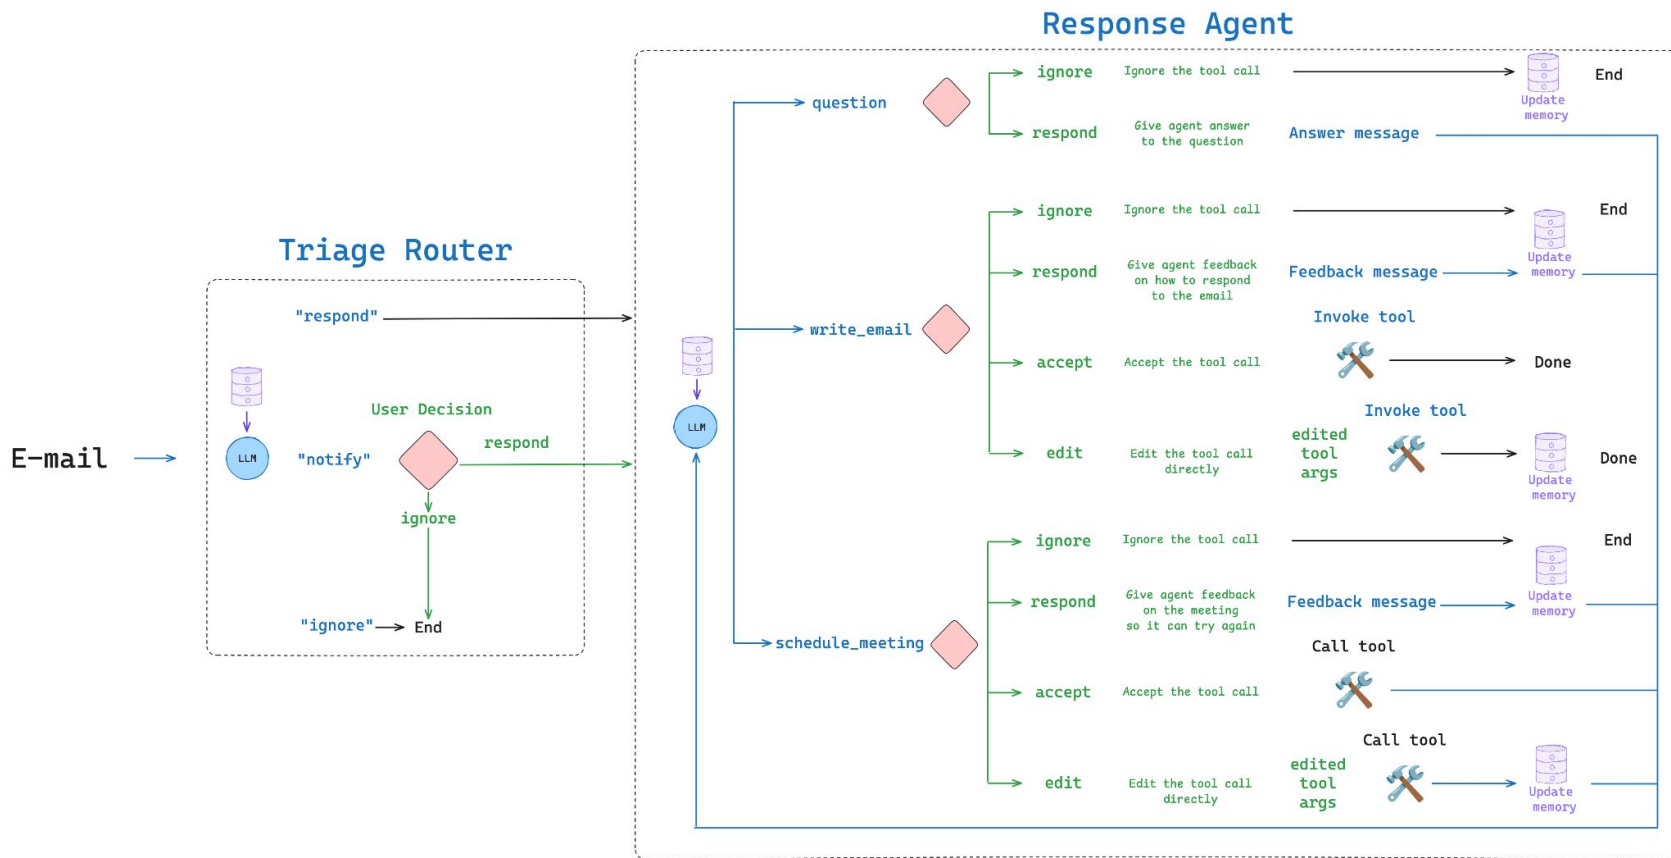 Response Agent
Triage Router
E-mail
"respond"
LLM
"notify"
User Decision
respond
ignore
"ignore"
End
LLM
question
ignore
Ignore the tool call
Update
memory
End
respond
Give agent answer
to the question
Answer message
write_email
ignore
Ignore the tool call
End
respond
Give agent feedback
on how to respond
to the email
Feedback message
Update
memory
accept
Accept the tool call
Invoke tool
Done
edit
Edit the tool call
directly
edited
tool
args
Invoke tool
Update
memory
Done
schedule_meeting
ignore
Ignore the tool call
End
respond
Give agent feedback
on the meeting
so it can try again
Feedback message
Update
memory
accept
Accept the tool call
Call tool
edit
Edit the tool call
directly
edited
tool
args
Call tool
Update
memory